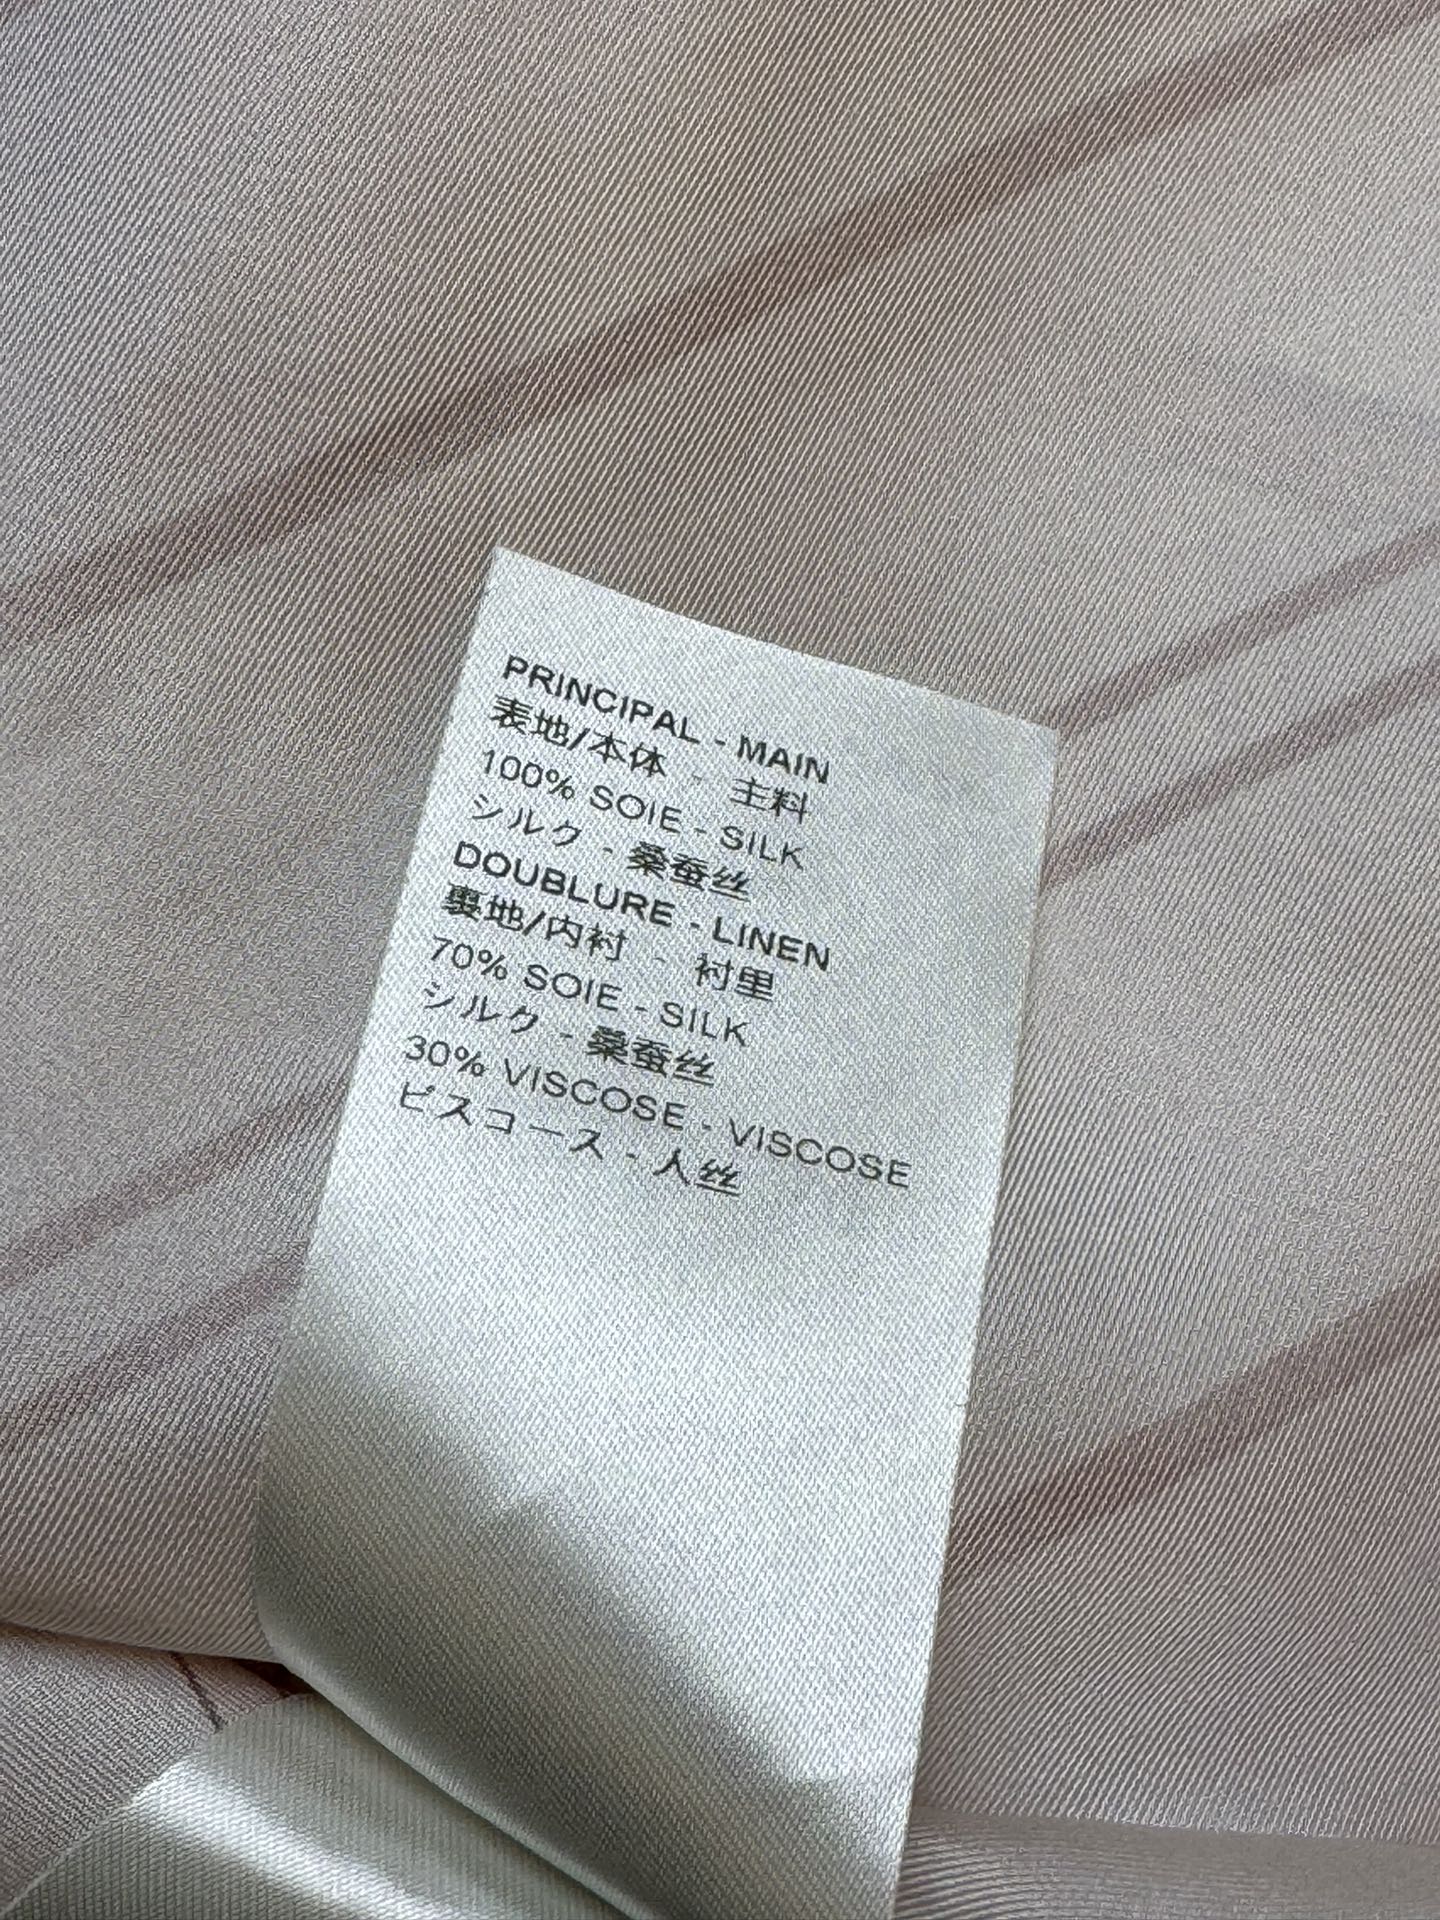 PRINCIPAL - MAIN
表地/本体 - 主料
100% SOIE - SILK
シルク - 桑蚕丝
DOUBLURE - LINEN
裏地/内衬 - 衬里
70% SOIE - SILK
シルク - 桑蚕丝
30% VISCOSE - VISCOSE
ビスコース - 人丝